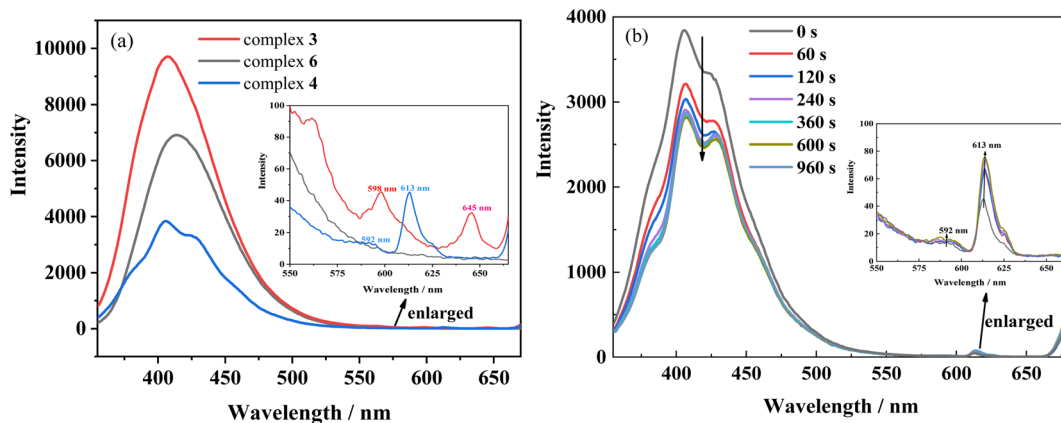 (a)
complex 3
complex 6
complex 4
10000
8000
6000
4000
2000
0
Intensity
400 450 500 550 600 650
Wavelength / nm
100
80
60
40
20
0
Intensity
598 nm
613 nm
645 nm
592 nm
550 575 600 625 650
Wavelength / nm
enlarged
(b)
0 s
60 s
120 s
240 s
360 s
600 s
960 s
4000
3000
2000
1000
0
Intensity
400 450 500 550 600 650
Wavelength / nm
100
80
60
40
20
0
Intensity
613 nm
592 nm
550 575 600 625 650
Wavelength / nm
enlarged